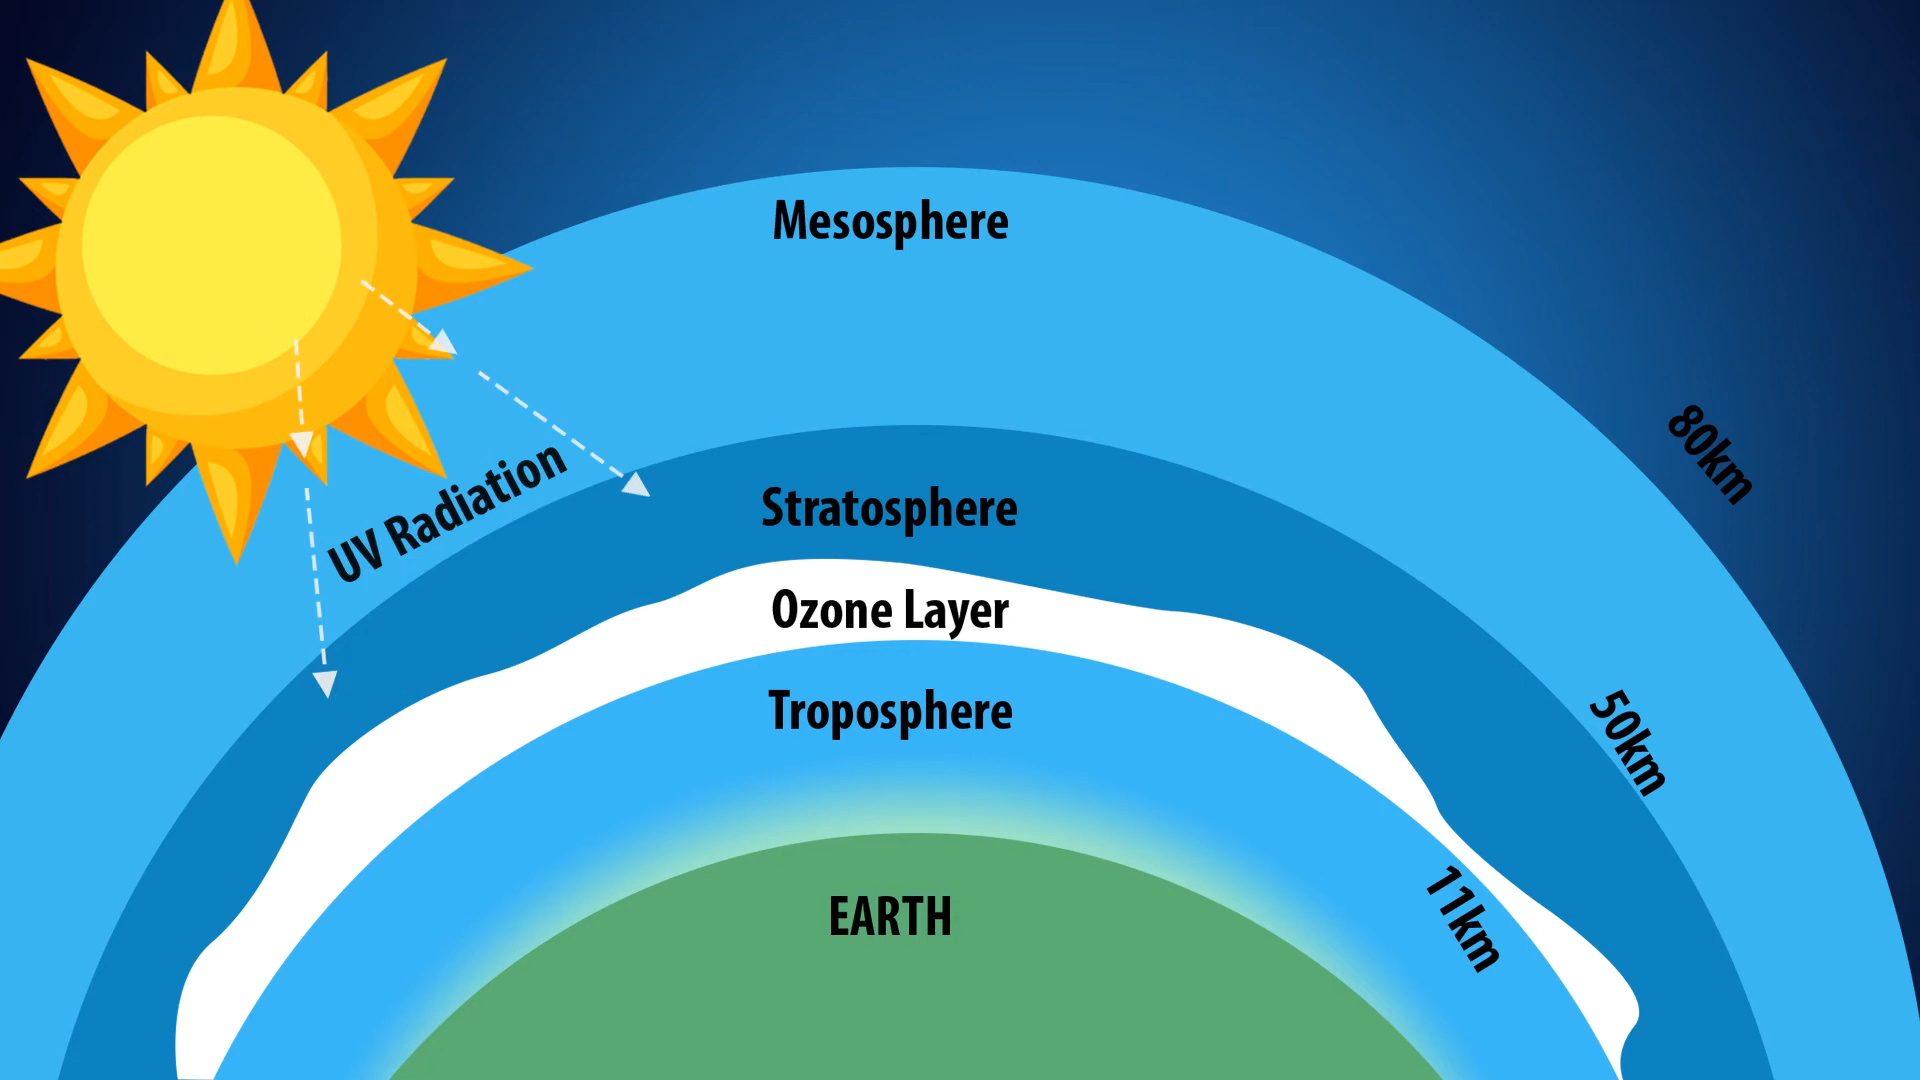 Mesosphere
80km
UV Radiation
Stratosphere
Ozone Layer
50km
Troposphere
11km
EARTH